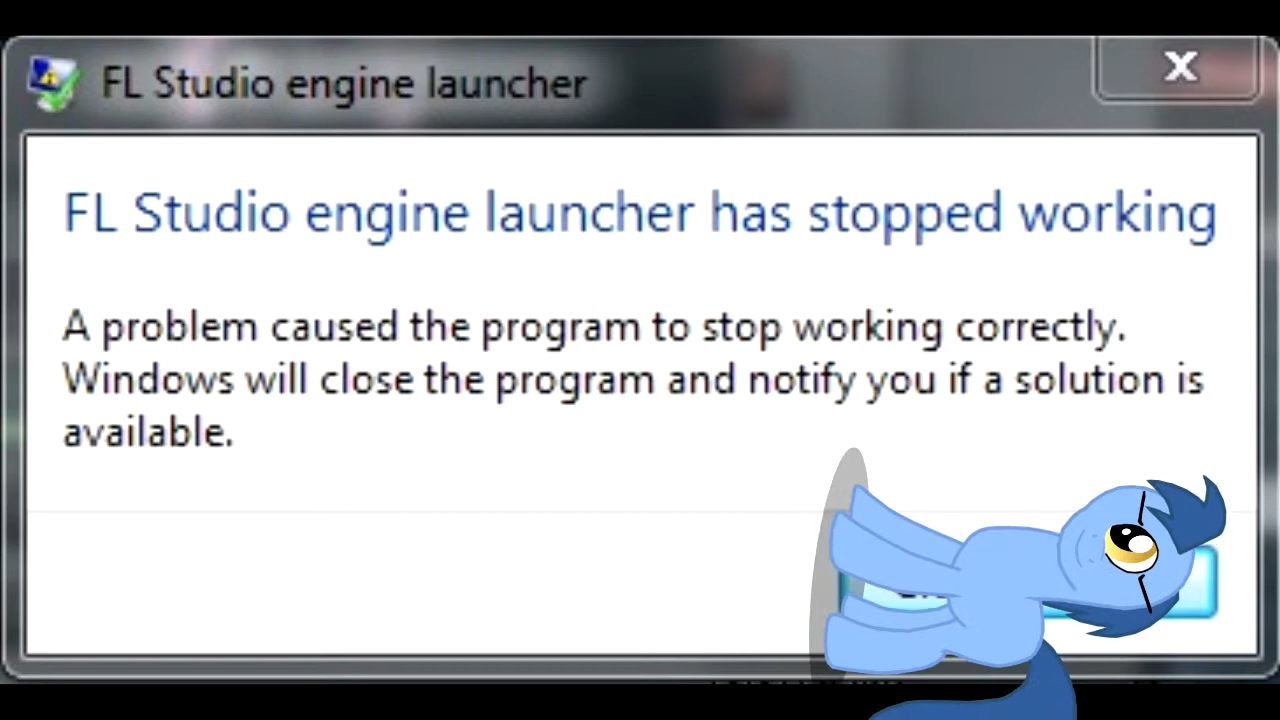 FL Studio engine launcher
FL Studio engine launcher has stopped working
A problem caused the program to stop working correctly.
Windows will close the program and notify you if a solution is
available.